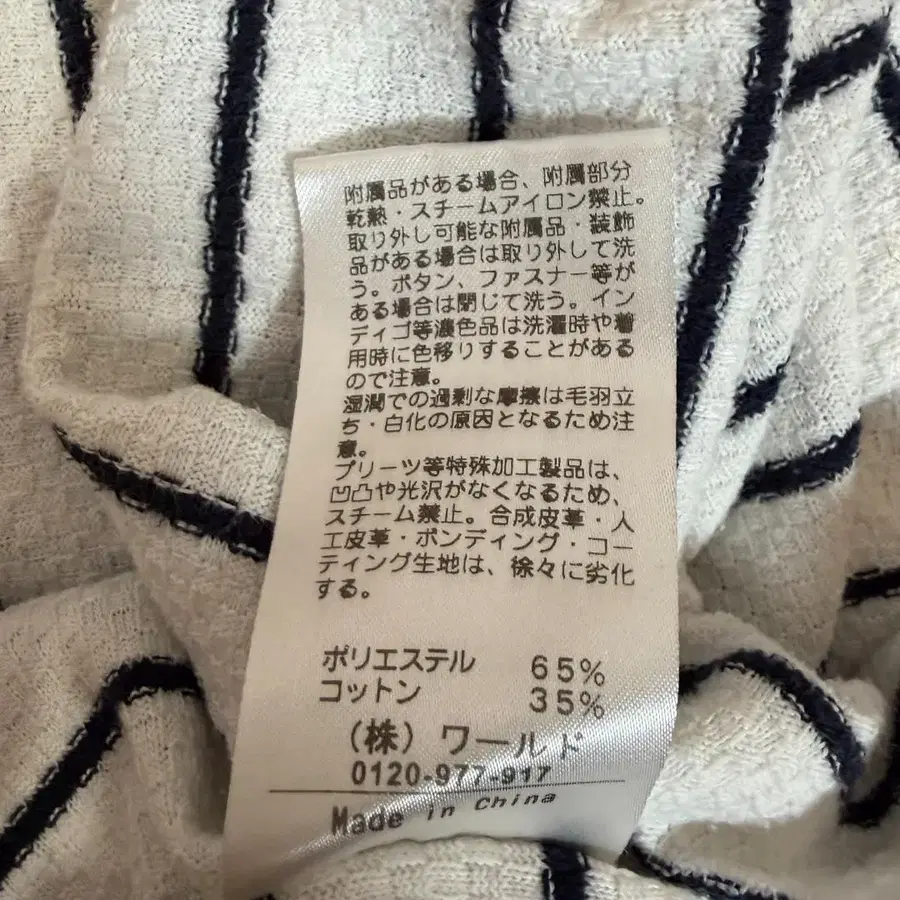 附属品がある場合、附属部分
乾熱・スチームアイロン禁止。
取り外し可能な附属品・装飾
品がある場合は取り外して洗
う。ボタン、ファスナー等が
ある場合は閉じて洗う。イン
ディゴ等濃色品は洗濯時や着
用時に色移りすることがある
ので注意。
湿潤での過剰な摩擦は毛羽立
ち・白化の原因となるため注
意。
プリーツ等特殊加工製品は、
凹凸や光沢がなくなるため、
スチーム禁止。合成皮革・人
工皮革・ボンディング・コー
ティング生地は、徐々に劣化
する。
ポリエステル 65%
コットン 35%
(株) ワールド
0120-977-917
Made in China